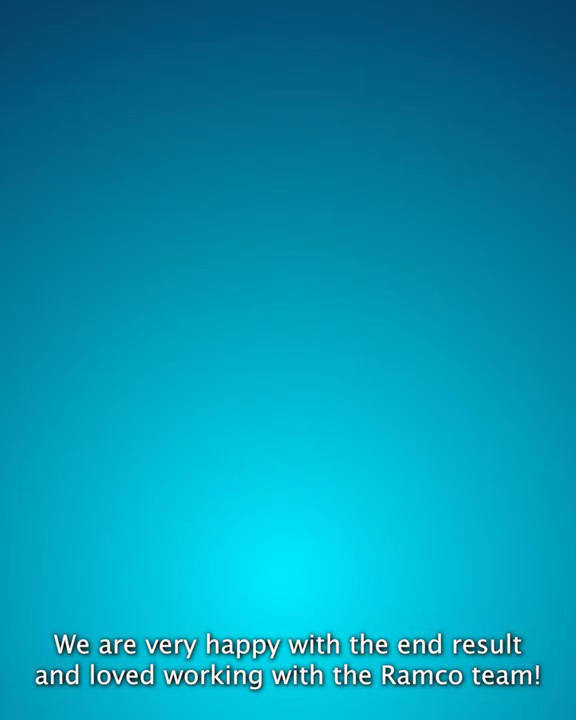 We are very happy with the end result
and loved working with the Ramco team!